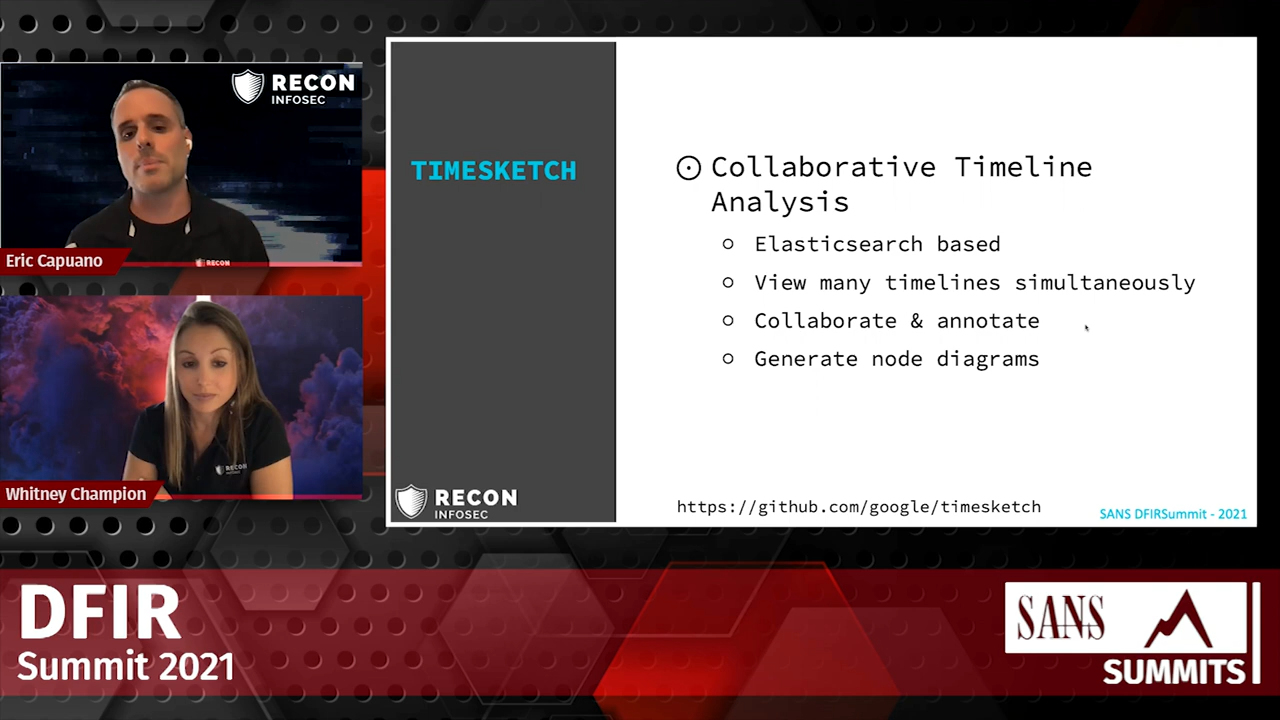 RECON
INFOSEC
Eric Capuano
RECON
RECON
Whitney Champion
TIMESKETCH
RECON
INFOSEC
Collaborative Timeline
Analysis
Elasticsearch based
View many timelines simultaneously
Collaborate & annotate
Generate node diagrams
https://github.com/google/timesketch
SANS DFIRSummit - 2021
DFIR
Summit 2021
SANS
SUMMITS